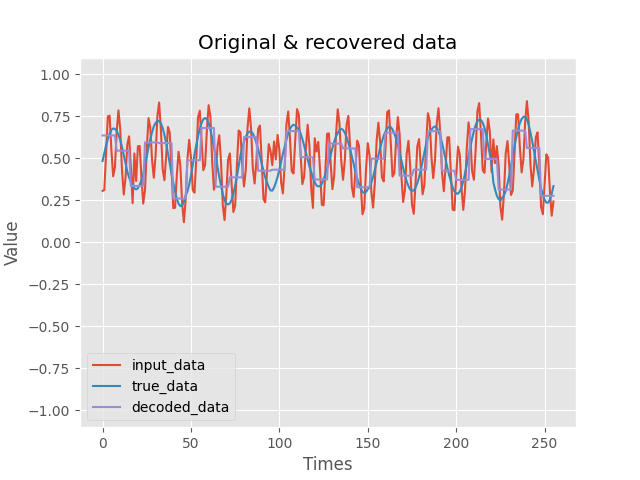 Original & recovered data
1.00
0.75
0.50
0.25
0.00
−0.25
−0.50
−0.75
−1.00
Value
input_data
true_data
decoded_data
0 50 100 150 200 250
Times